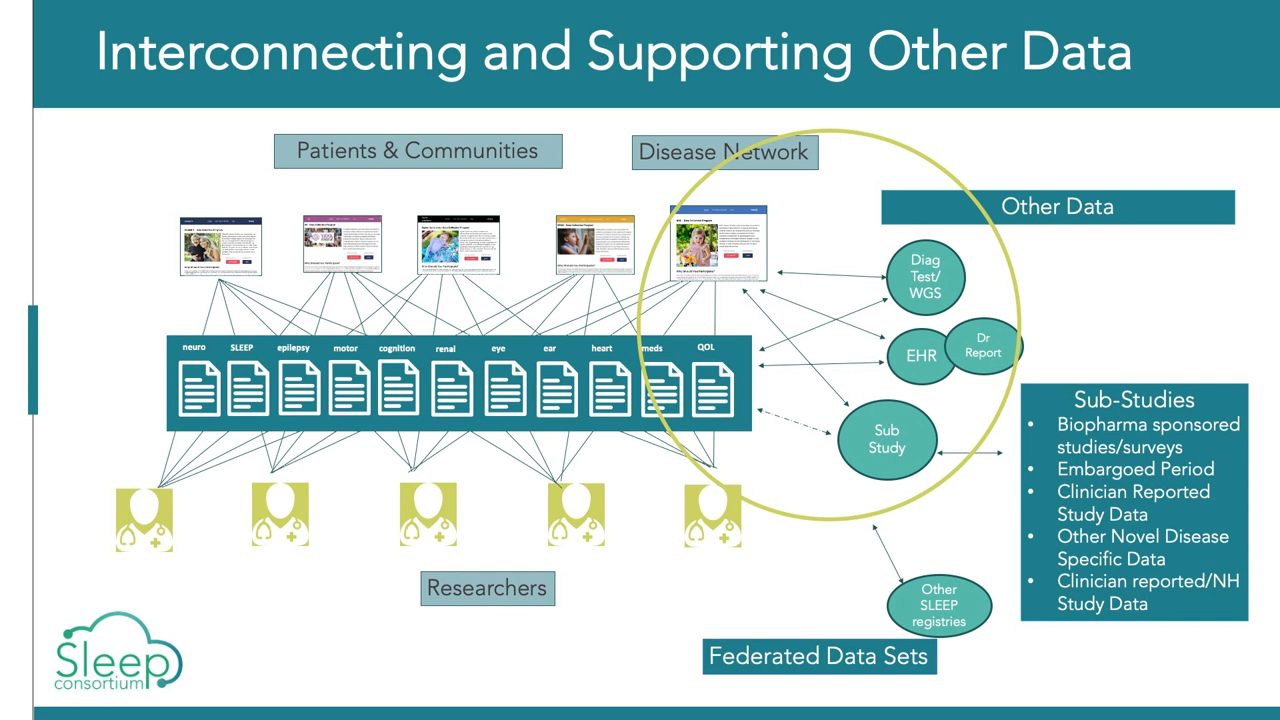 Interconnecting and Supporting Other Data
Patients & Communities
Disease Network
Other Data
Diag
Test/
WGS
EHR
Dr
Report
Sub
Study
neuro
SLEEP
epilepsy
motor
cognition
renal
eye
ear
heart
meds
QOL
Sub-Studies
• Biopharma sponsored
studies/surveys
• Embargoed Period
• Clinician Reported
Study Data
• Other Novel Disease
Specific Data
• Clinician reported/NH
Study Data
Researchers
Other
SLEEP
registries
Federated Data Sets
Sleep
consortium